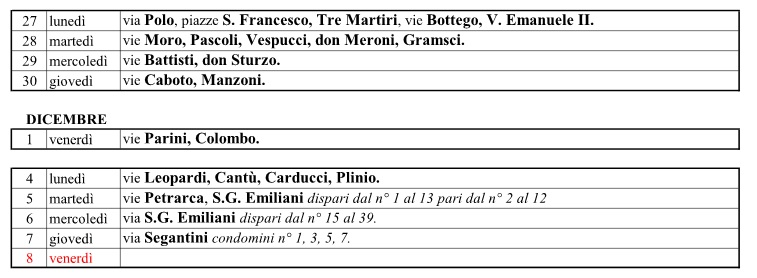 27 lunedì via Polo, piazze S. Francesco, Tre Martiri, vie Bottego, V. Emanuele II.
28 martedì vie Moro, Pascoli, Vespucci, don Meroni, Gramsci.
29 mercoledì vie Battisti, don Sturzo.
30 giovedì vie Caboto, Manzoni.
DICEMBRE
1 venerdì vie Parini, Colombo.
4 lunedì vie Leopardi, Cantù, Carducci, Plinio.
5 martedì vie Petrarca, S.G. Emiliani dispari dal n° 1 al 13 pari dal n° 2 al 12
6 mercoledì via S.G. Emiliani dispari dal n° 15 al 39.
7 giovedì via Segantini condomini n° 1, 3, 5, 7.
8 venerdì